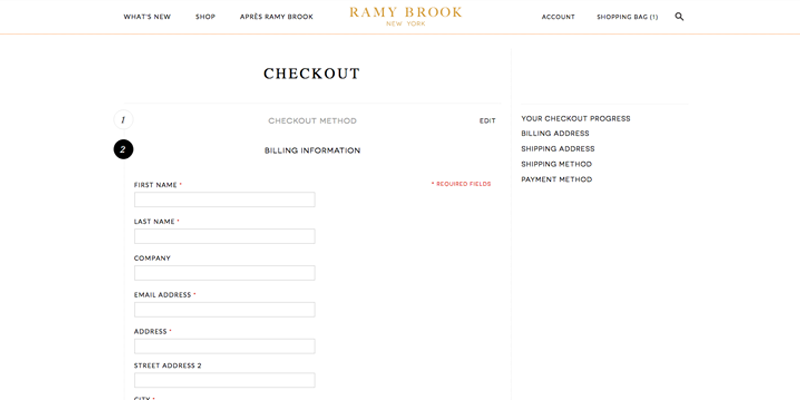 WHAT'S NEW SHOP APRÈS RAMY BROOK RAMY BROOK ACCOUNT SHOPPING BAG (1)
NEW YORK
CHECKOUT
1 CHECKOUT METHOD EDIT
2 BILLING INFORMATION
* REQUIRED FIELDS
FIRST NAME *
LAST NAME *
COMPANY
EMAIL ADDRESS *
ADDRESS *
STREET ADDRESS 2
CITY *
YOUR CHECKOUT PROGRESS
BILLING ADDRESS
SHIPPING ADDRESS
SHIPPING METHOD
PAYMENT METHOD